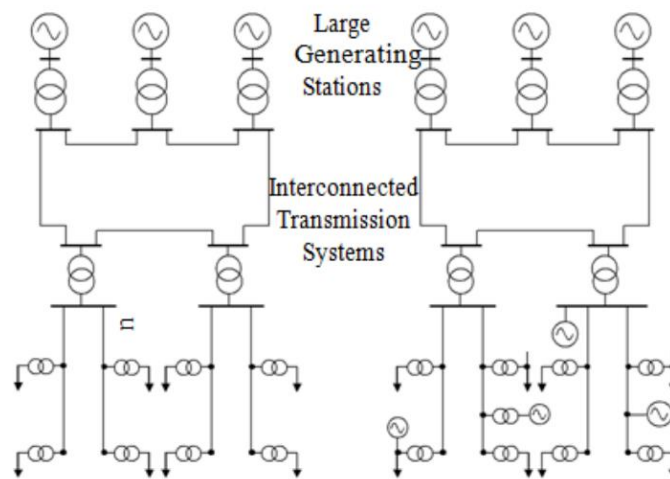 Large
Generating
Stations
Interconnected
Transmission
Systems
n